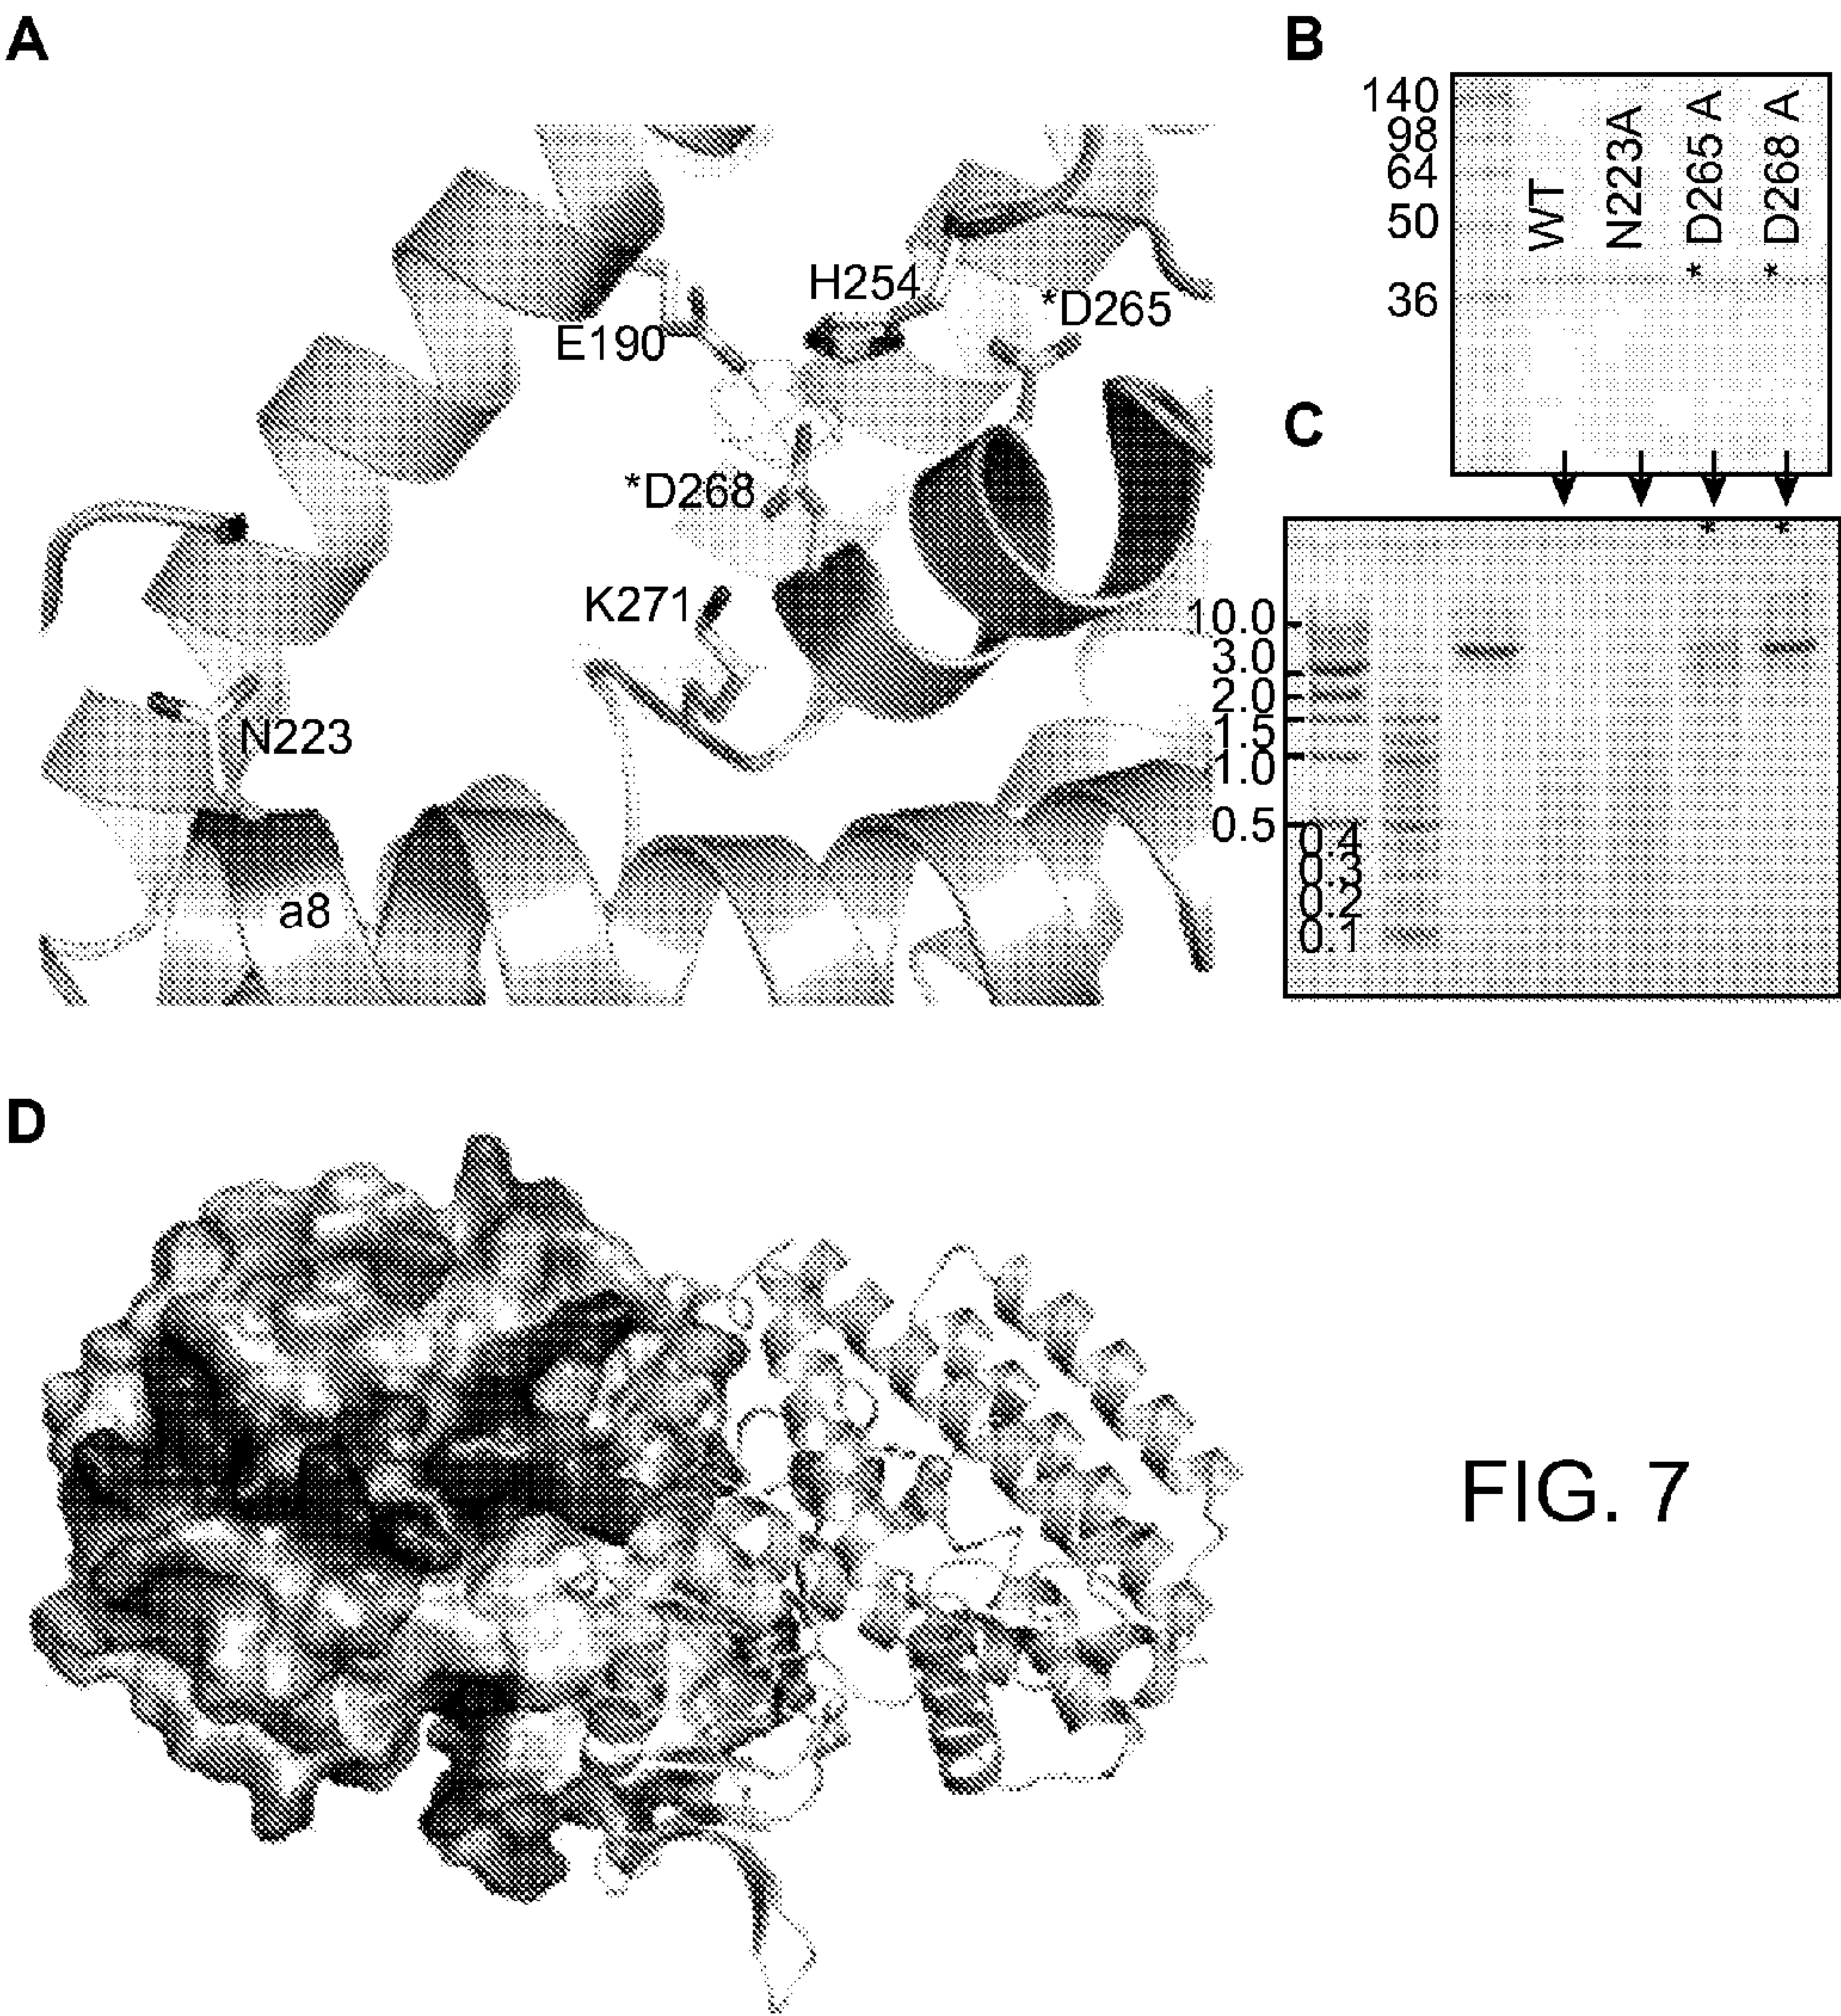 A
H254
*D265
E190
*D268
K271
N223
a8
B
140
98
64
50
36
WT
N223A
* D265 A
* D268 A
C
* *
10.0
3.0
2.0
1.5
1.0
0.5
0.4
0.3
0.2
0.1
D
FIG. 7